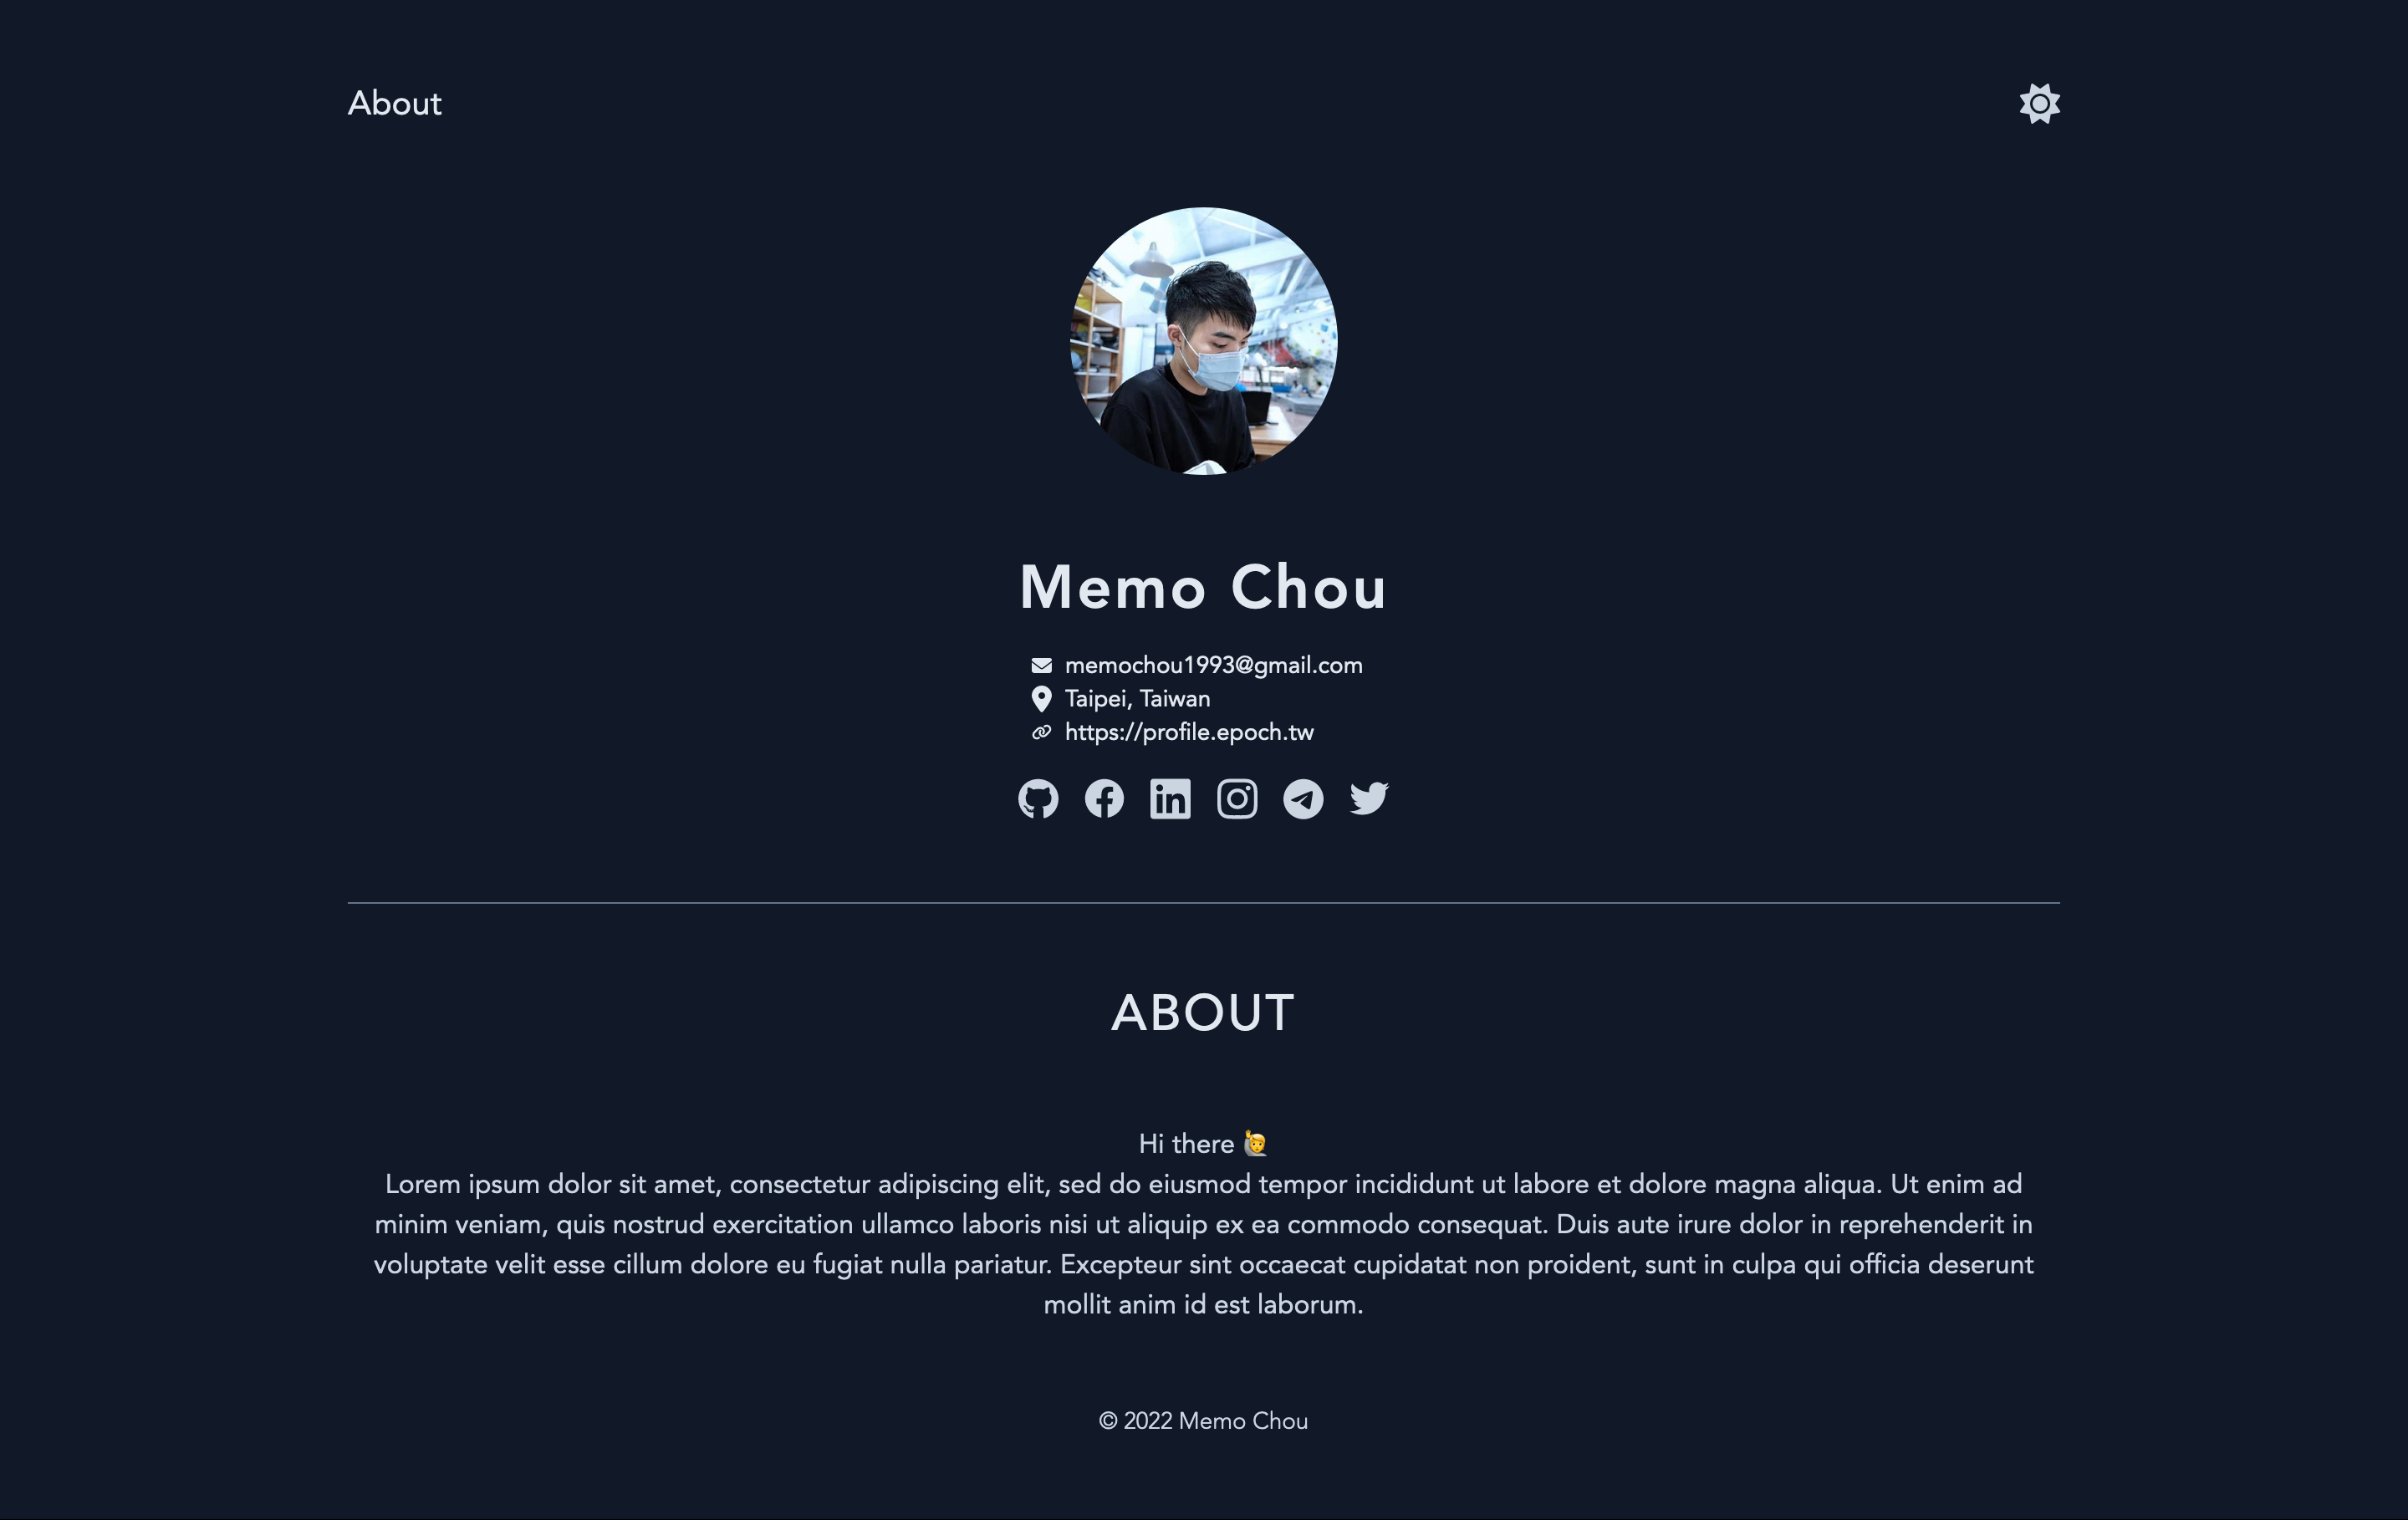 About
Memo Chou
memochou1993@gmail.com
Taipei, Taiwan
https://profile.epoch.tw
ABOUT
Hi there 🙋
Lorem ipsum dolor sit amet, consectetur adipiscing elit, sed do eiusmod tempor incididunt ut labore et dolore magna aliqua. Ut enim ad
minim veniam, quis nostrud exercitation ullamco laboris nisi ut aliquip ex ea commodo consequat. Duis aute irure dolor in reprehenderit in
voluptate velit esse cillum dolore eu fugiat nulla pariatur. Excepteur sint occaecat cupidatat non proident, sunt in culpa qui officia deserunt
mollit anim id est laborum.
© 2022 Memo Chou